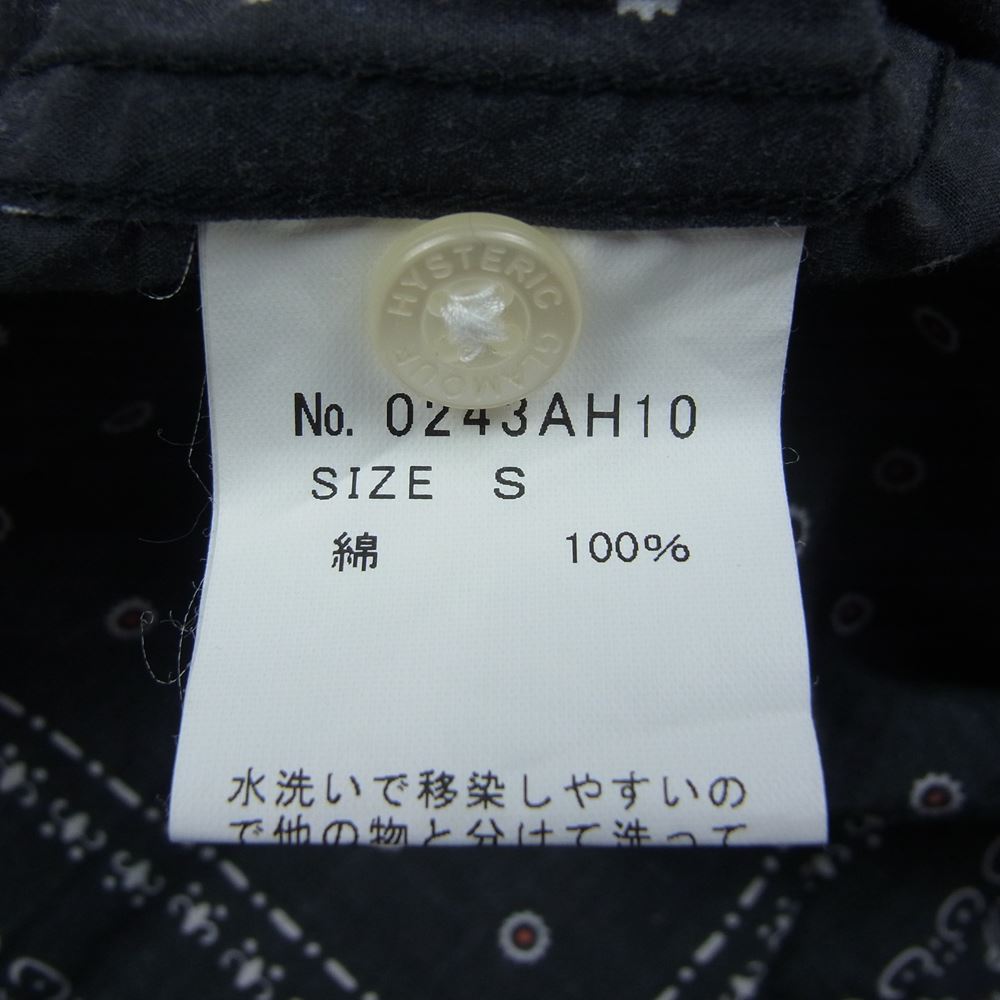 HYSTERIC GLAMOUR
No. 0243AH10
SIZE S
綿 100%
水洗いで移染しやすいの
で他の物と分けて洗って